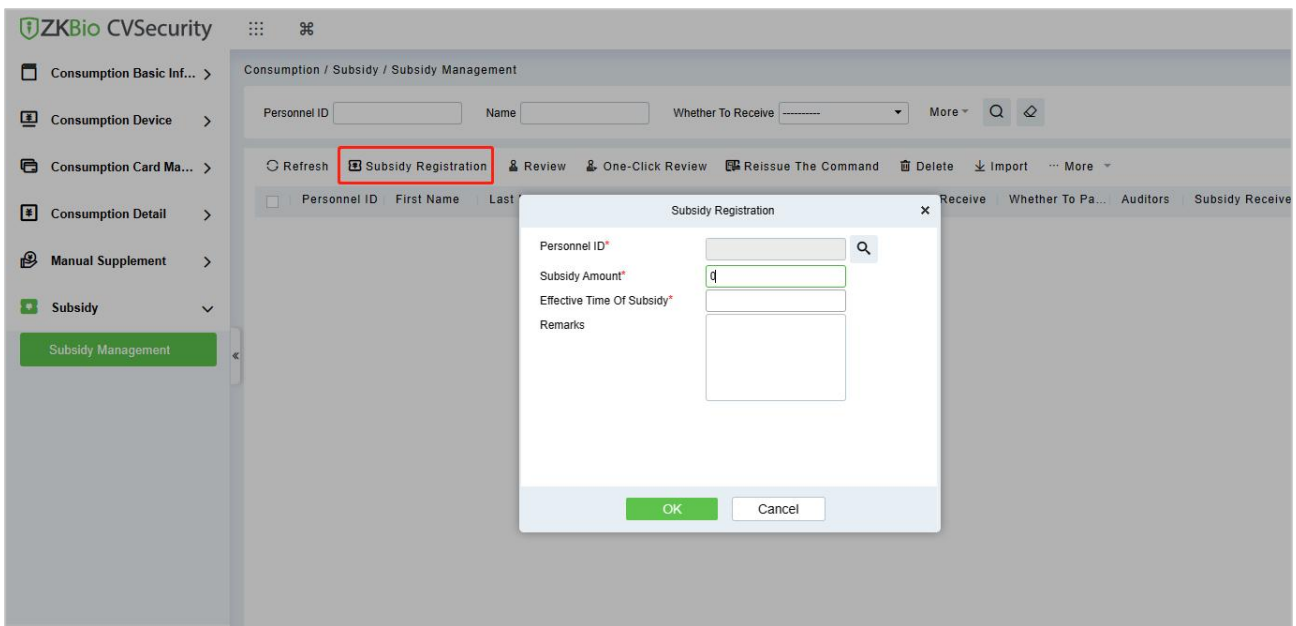 ZKBio CVSecurity
Consumption Basic Inf...
Consumption Device
Consumption Card Ma...
Consumption Detail
Manual Supplement
Subsidy
Subsidy Management
Consumption / Subsidy / Subsidy Management
Personnel ID Name Whether To Receive ---------- More
Refresh Subsidy Registration Review One-Click Review Reissue The Command Delete Import ... More
Personnel ID First Name Last Receive Whether To Pa... Auditors Subsidy Receive
Subsidy Registration
Personnel ID*
Subsidy Amount* 0
Effective Time Of Subsidy*
Remarks
OK Cancel